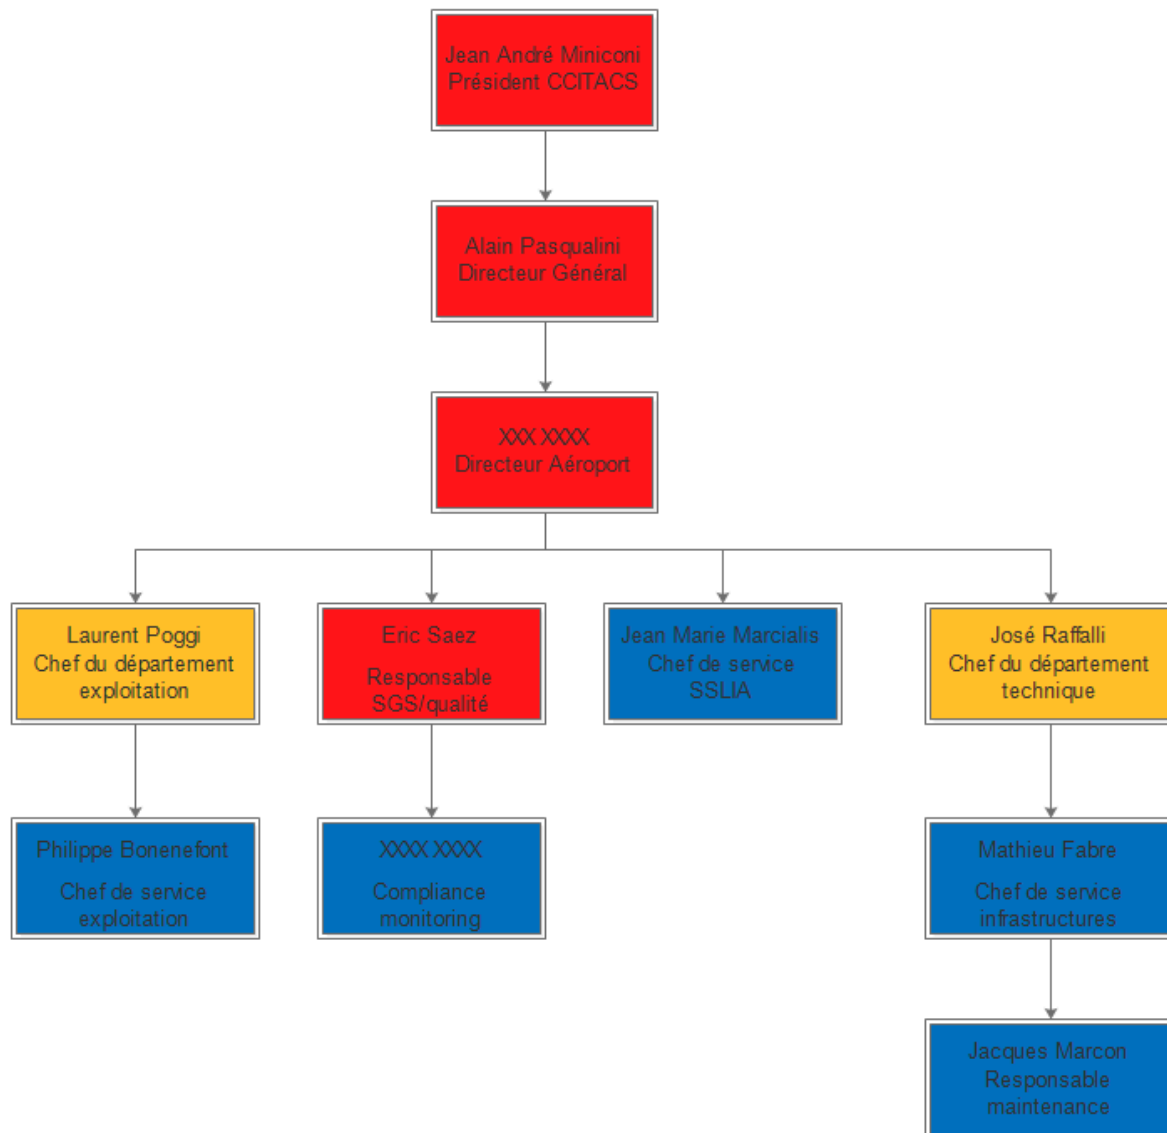 Jean André Miniconi
Président CCITACS
Alain Pasqualini
Directeur Général
XXX XXXX
Directeur Aéroport
Laurent Poggi
Chef du département
exploitation
Eric Saez
Responsable
SGS/qualité
Jean Marie Marcialis
Chef de service
SSLIA
José Raffalli
Chef du département
technique
Philippe Bonenefont
Chef de service
exploitation
XXXX XXXX
Compliance
monitoring
Mathieu Fabre
Chef de service
infrastructures
Jacques Marcon
Responsable
maintenance